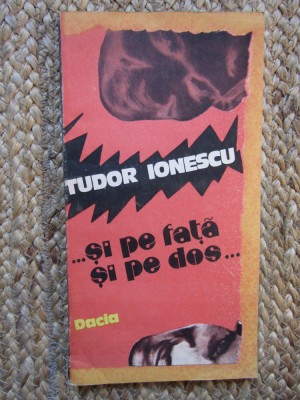 TUDOR IONESCU
...și pe față
și pe dos...
Dacia